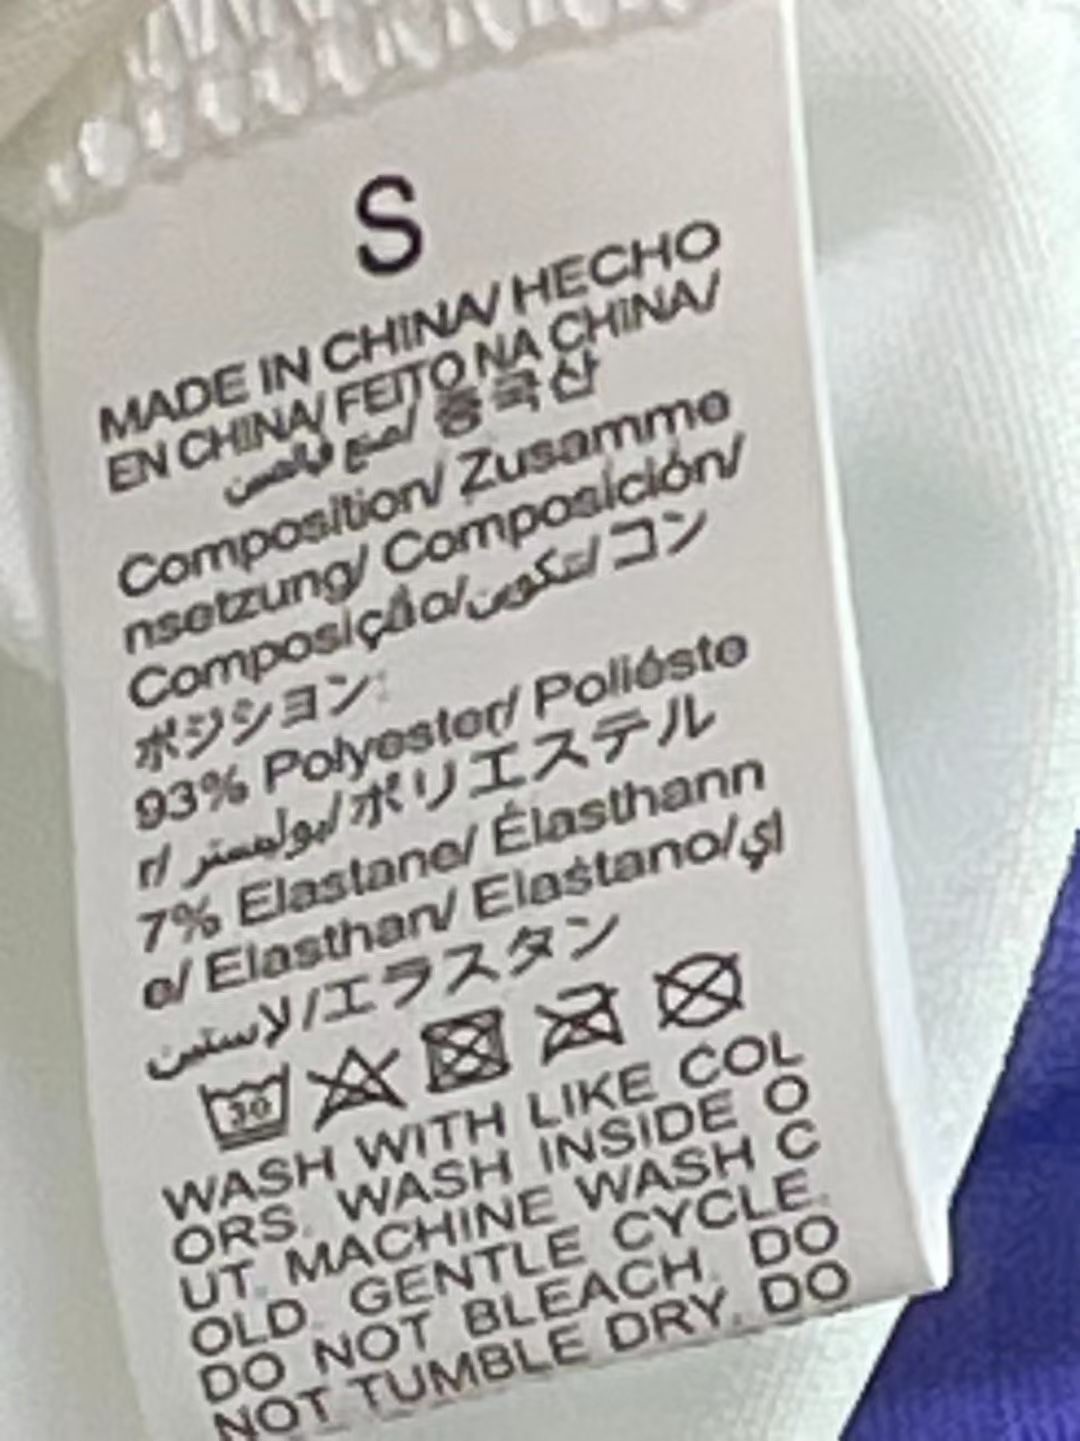 S
MADE IN CHINA/ HECHO
EN CHINA/ FEITO NA CHINA/
صنع في الصين/ 중국산
Composition/ Zusamme
nsetzung/ Composición/
Composição/تكوين/コン
ポジション:
93% Polyester/ Poliéste
r/ بوليستر/ポリエステル
7% Elastane/ Élasthann
e/ Elasthan/ Elastano/إي
لاستين/エラスタン
30
WASH WITH LIKE COL
ORS. WASH INSIDE O
UT. MACHINE WASH C
OLD. GENTLE CYCLE.
DO NOT BLEACH. DO
NOT TUMBLE DRY. DO